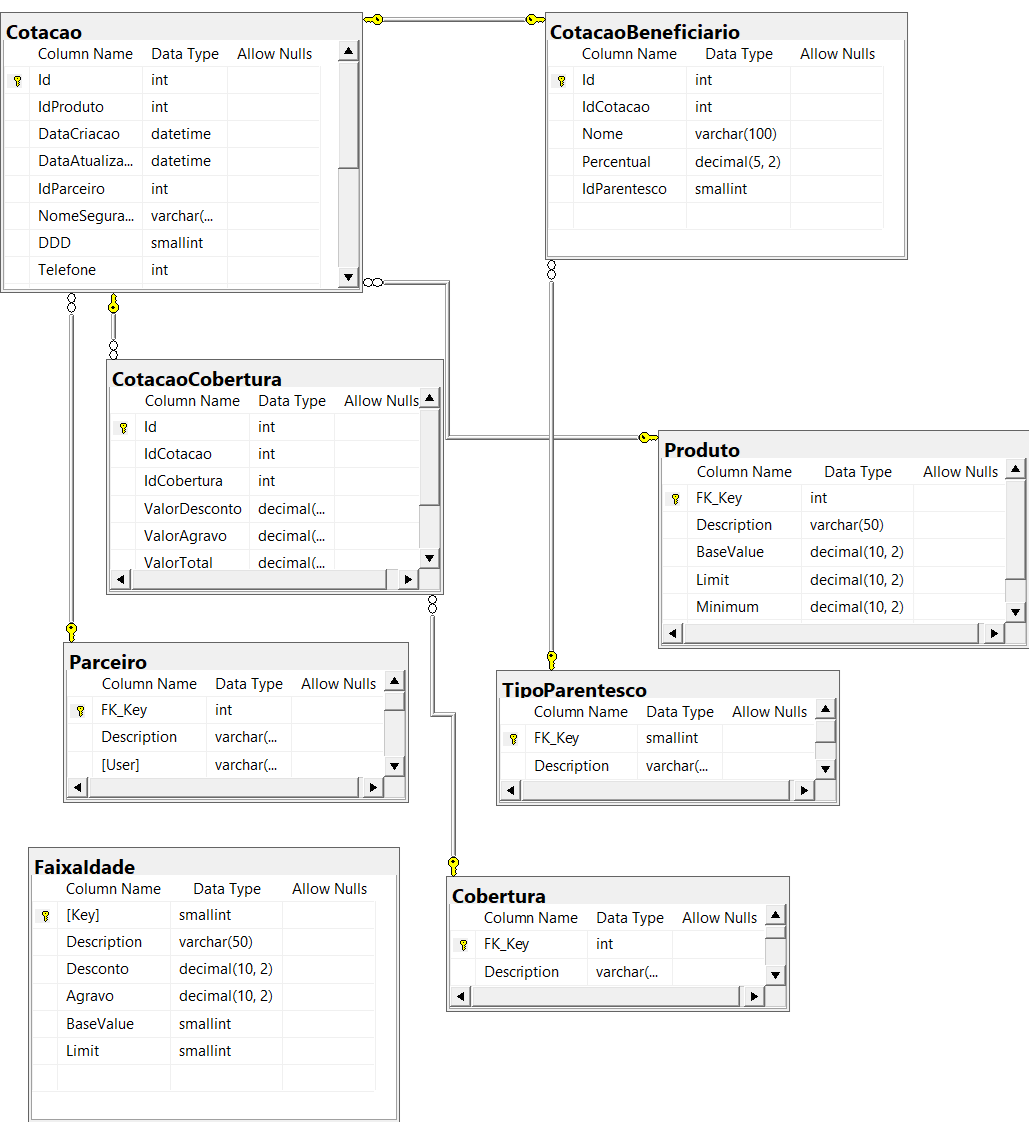 Cotacao
Column Name Data Type Allow Nulls
Id int
IdProduto int
DataCriacao datetime
DataAtualiza... datetime
IdParceiro int
NomeSegura... varchar(...
DDD smallint
Telefone int
CotacaoBeneficiario
Column Name Data Type Allow Nulls
Id int
IdCotacao int
Nome varchar(100)
Percentual decimal(5, 2)
IdParentesco smallint
CotacaoCobertura
Column Name Data Type Allow Nulls
Id int
IdCotacao int
IdCobertura int
ValorDesconto decimal(...
ValorAgravo decimal(...
ValorTotal decimal(...
Produto
Column Name Data Type Allow Nulls
FK_Key int
Description varchar(50)
BaseValue decimal(10, 2)
Limit decimal(10, 2)
Minimum decimal(10, 2)
Parceiro
Column Name Data Type Allow Nulls
FK_Key int
Description varchar(...
[User] varchar(...
TipoParentesco
Column Name Data Type Allow Nulls
FK_Key smallint
Description varchar(...
FaixaIdade
Column Name Data Type Allow Nulls
[Key] smallint
Description varchar(50)
Desconto decimal(10, 2)
Agravo decimal(10, 2)
BaseValue smallint
Limit smallint
Cobertura
Column Name Data Type Allow Nulls
FK_Key int
Description varchar(...